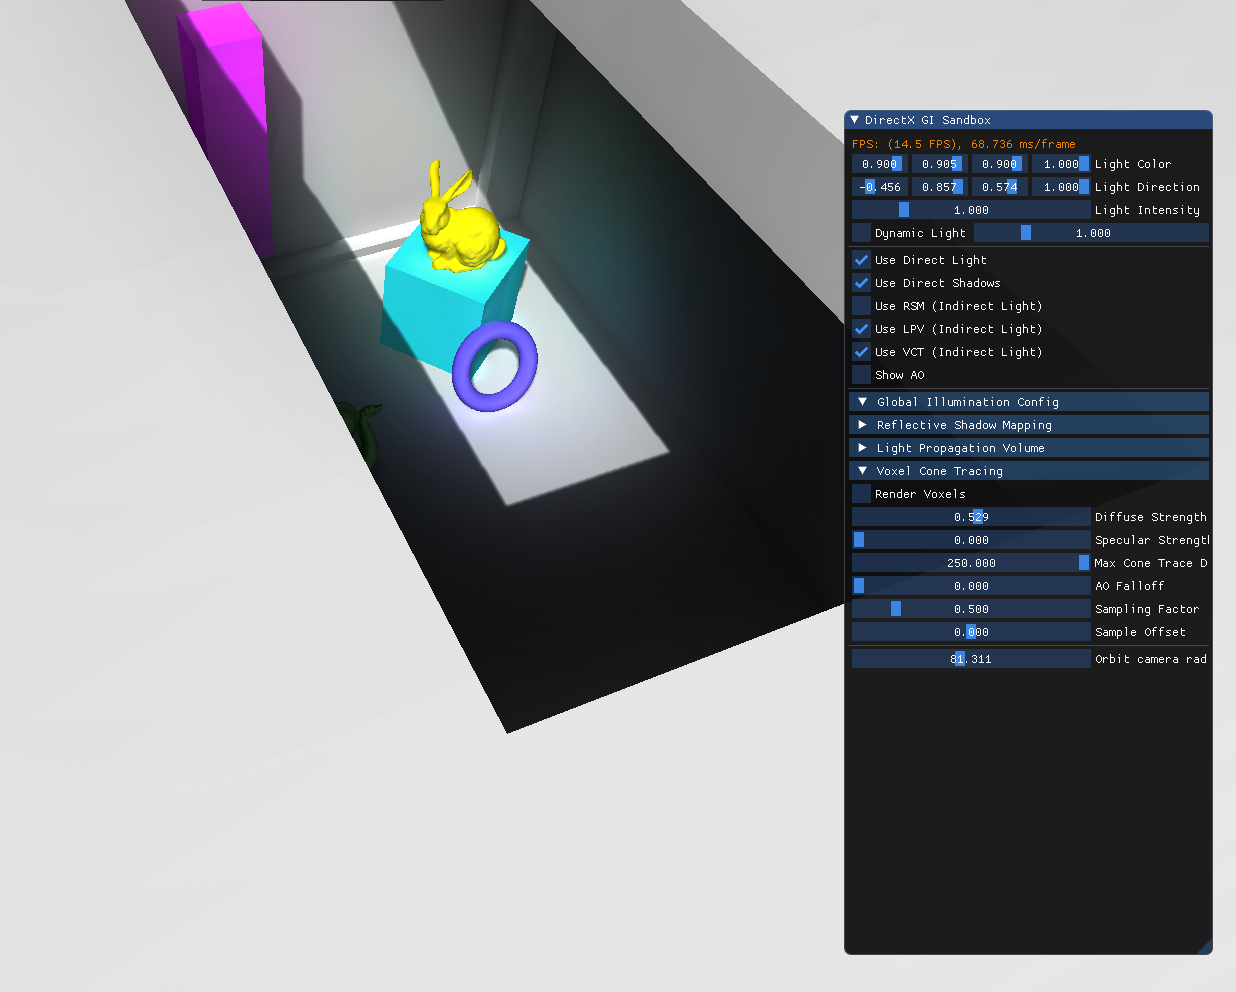 DirectX GI Sandbox
FPS: (14.5 FPS), 68.736 ms/frame
0.900 0.905 0.900 1.000 Light Color
-0.456 0.857 0.574 1.000 Light Direction
1.000 Light Intensity
Dynamic Light 1.000
Use Direct Light
Use Direct Shadows
Use RSM (Indirect Light)
Use LPV (Indirect Light)
Use VCT (Indirect Light)
Show AO
Global Illumination Config
Reflective Shadow Mapping
Light Propagation Volume
Voxel Cone Tracing
Render Voxels
0.529 Diffuse Strength
0.000 Specular Strengt
250.000 Max Cone Trace D
0.000 AO Falloff
0.500 Sampling Factor
0.000 Sample Offset
81.311 Orbit camera rad